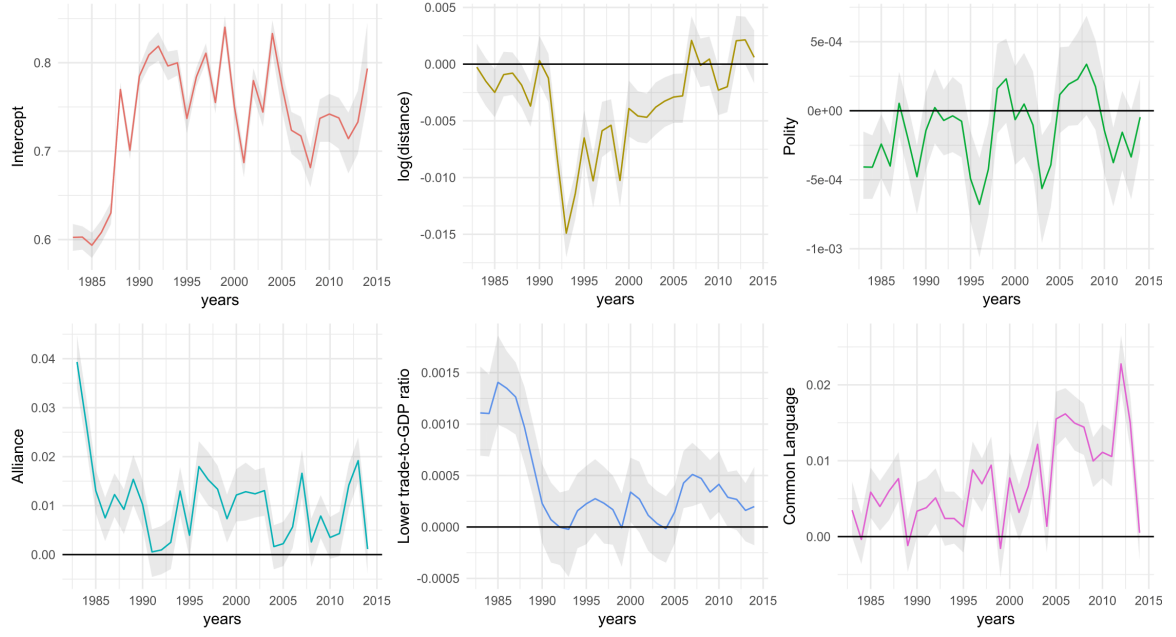 Intercept
0.8
0.7
0.6
1985 1990 1995 2000 2005 2010 2015
years
log(distance)
0.005
0.000
-0.005
-0.010
-0.015
1985 1990 1995 2000 2005 2010 2015
years
Polity
5e-04
0e+00
-5e-04
-1e-03
1985 1990 1995 2000 2005 2010 2015
years
Alliance
0.04
0.03
0.02
0.01
0.00
1985 1990 1995 2000 2005 2010 2015
years
Lower trade-to-GDP ratio
0.0015
0.0010
0.0005
0.0000
-0.0005
1985 1990 1995 2000 2005 2010 2015
years
Common Language
0.02
0.01
0.00
1985 1990 1995 2000 2005 2010 2015
years